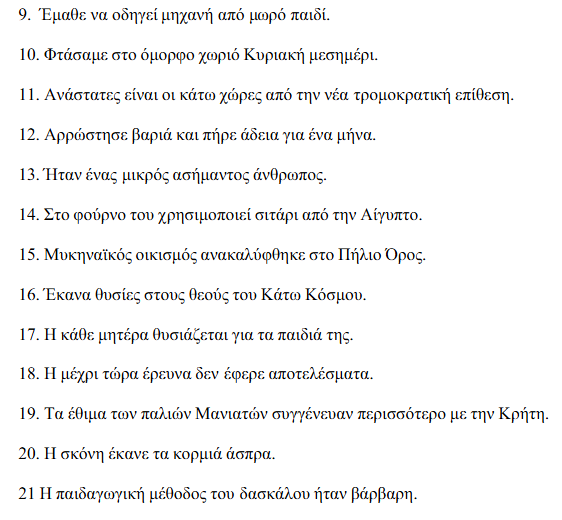 9. Έμαθε να οδηγεί μηχανή από μωρό παιδί.
10. Φτάσαμε στο όμορφο χωριό Κυριακή μεσημέρι.
11. Ανάστατες είναι οι κάτω χώρες από την νέα τρομοκρατική επίθεση.
12. Αρρώστησε βαριά και πήρε άδεια για ένα μήνα.
13. Ήταν ένας μικρός ασήμαντος άνθρωπος.
14. Στο φούρνο του χρησιμοποιεί σιτάρι από την Αίγυπτο.
15. Μυκηναϊκός οικισμός ανακαλύφθηκε στο Πήλιο Όρος.
16. Έκανα θυσίες στους θεούς του Κάτω Κόσμου.
17. Η κάθε μητέρα θυσιάζεται για τα παιδιά της.
18. Η μέχρι τώρα έρευνα δεν έφερε αποτελέσματα.
19. Τα έθιμα των παλιών Μανιατών συγγένευαν περισσότερο με την Κρήτη.
20. Η σκόνη έκανε τα κορμιά άσπρα.
21 Η παιδαγωγική μέθοδος του δασκάλου ήταν βάρβαρη.